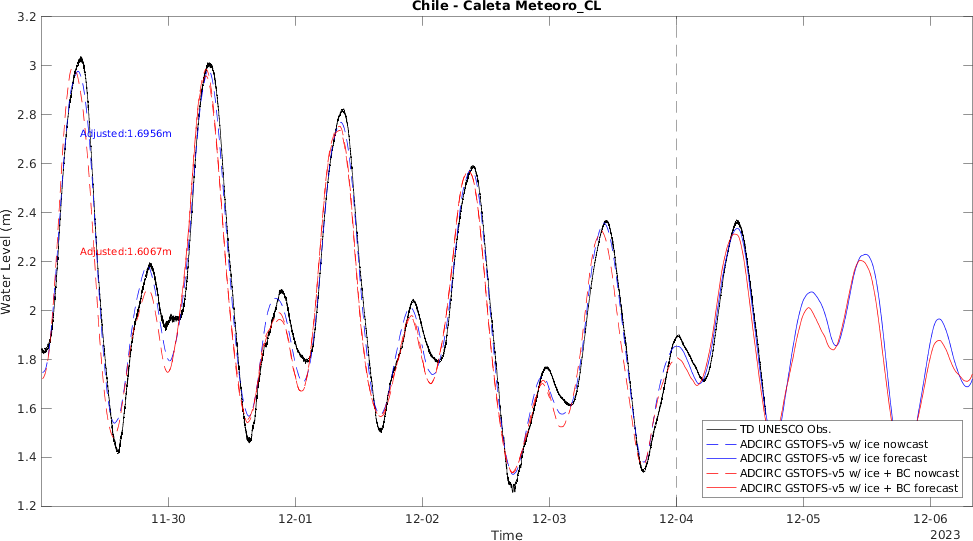 Chile - Caleta Meteoro_CL
3.2
3
2.8
2.6
2.4
2.2
2
1.8
1.6
1.4
1.2
Water Level (m)
Adjusted:1.6956m
Adjusted:1.6067m
TD UNESCO Obs.
ADCIRC GSTOFS-v5 w/ ice nowcast
ADCIRC GSTOFS-v5 w/ ice forecast
ADCIRC GSTOFS-v5 w/ ice + BC nowcast
ADCIRC GSTOFS-v5 w/ ice + BC forecast
11-30 12-01 12-02 12-03 12-04 12-05 12-06
Time
2023